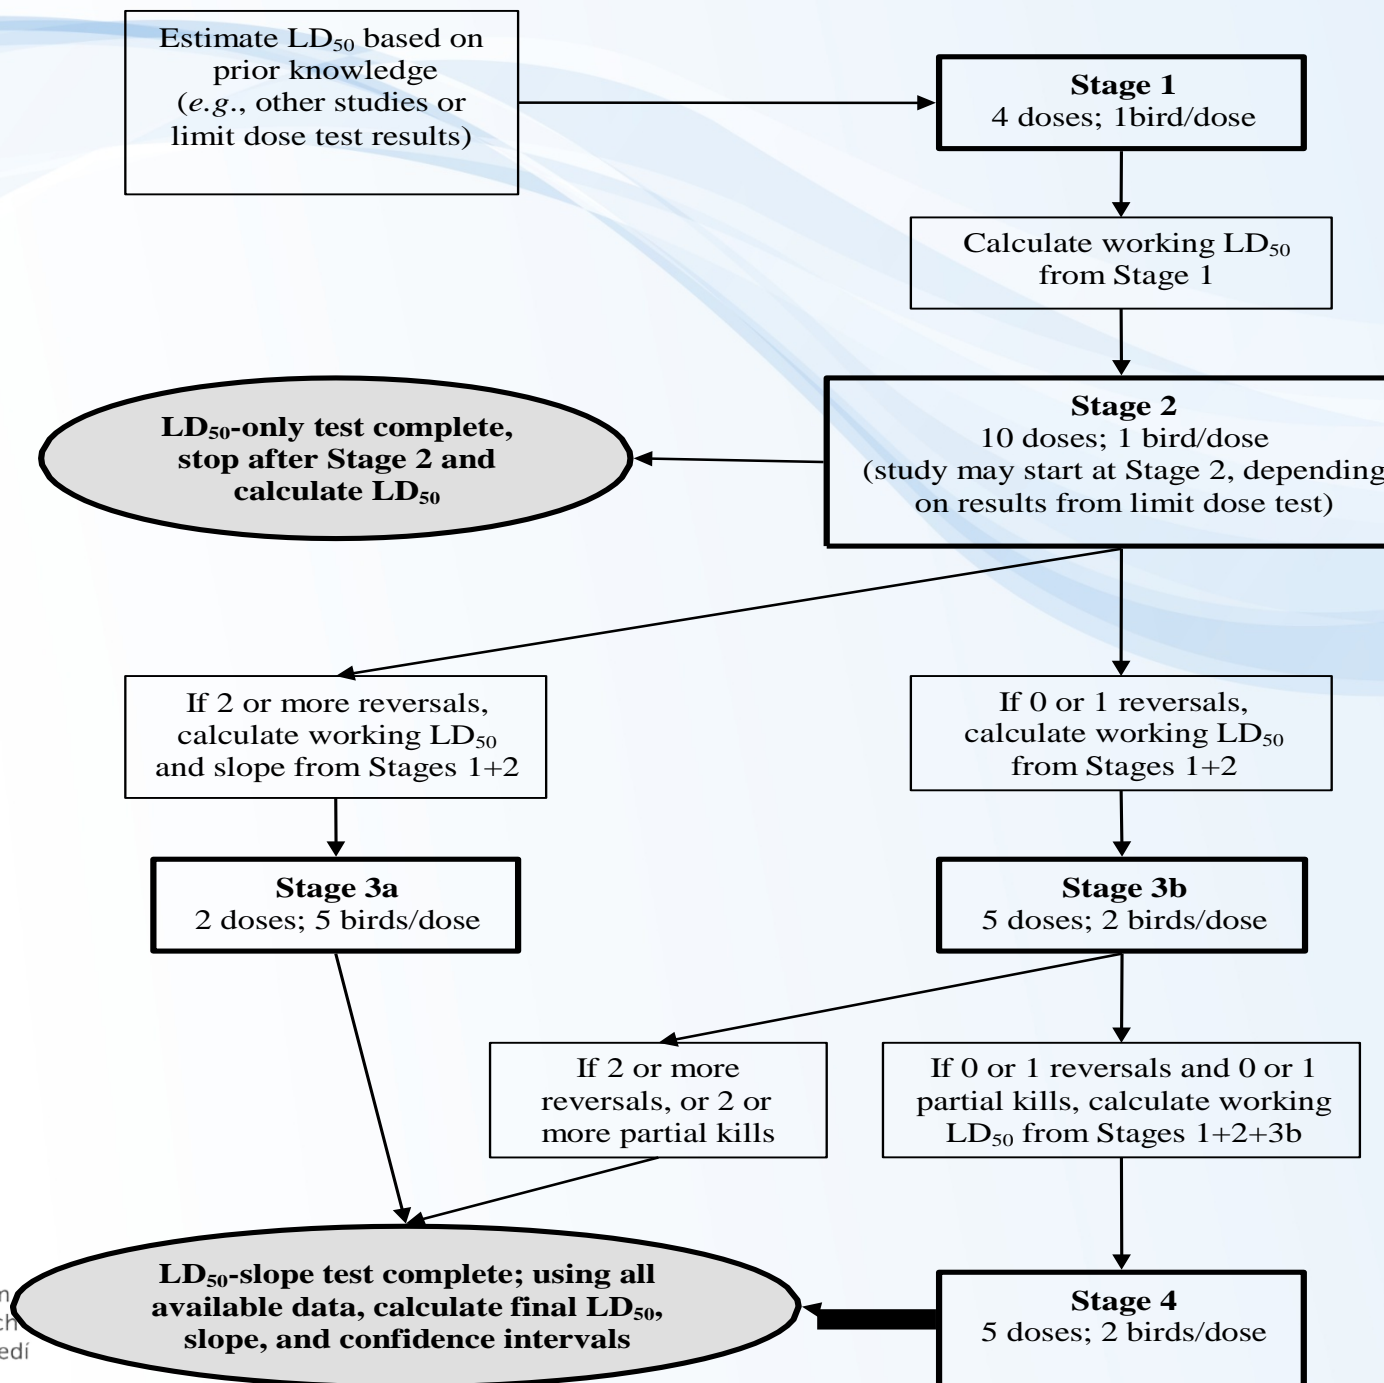 Estimate LD₅₀ based on
prior knowledge
(e.g., other studies or
limit dose test results)
Stage 1
4 doses; 1bird/dose
Calculate working LD₅₀
from Stage 1
Stage 2
10 doses; 1 bird/dose
(study may start at Stage 2, depending
on results from limit dose test)
LD₅₀-only test complete,
stop after Stage 2 and
calculate LD₅₀
If 2 or more reversals,
calculate working LD₅₀
and slope from Stages 1+2
If 0 or 1 reversals,
calculate working LD₅₀
from Stages 1+2
Stage 3a
2 doses; 5 birds/dose
Stage 3b
5 doses; 2 birds/dose
If 2 or more
reversals, or 2 or
more partial kills
If 0 or 1 reversals and 0 or 1
partial kills, calculate working
LD₅₀ from Stages 1+2+3b
LD₅₀-slope test complete; using all
available data, calculate final LD₅₀,
slope, and confidence intervals
Stage 4
5 doses; 2 birds/dose